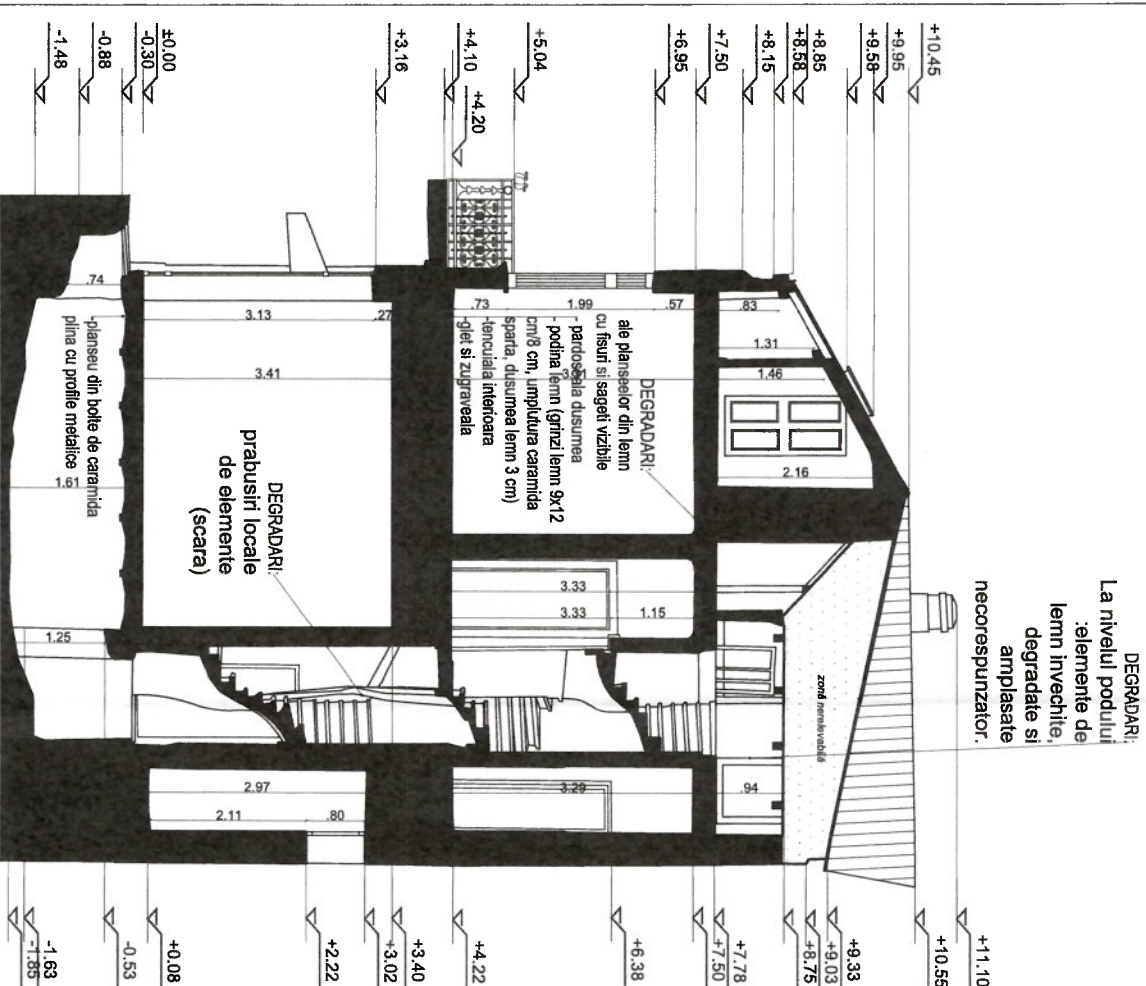 +10.45
+9.95
+9.58
+8.85
+8.58
+8.15
+7.50
+6.95
+5.04
+4.20
+4.10
+3.16
±0.00
-0.30
-0.88
-1.48
DEGRADARI:
La nivelul podului
:elemente de
lemn invechite,
degradate si
amplasate
necorespunzator.
DEGRADARI:
ale planseelor din lemn
cu fisuri si sageti vizibile
- pardoseala dusumea
- podina lemn (grinzi lemn 9x12
cm/8 cm, umplutura caramida
sparta, dusumea lemn 3 cm)
-tencuiala interioara
-glet si zugraveala
DEGRADARI:
prabusiri locale
de elemente
(scara)
-planseu din bolte de caramida
plina cu profile metalice
zonă nerelevabilă
.83
1.31
1.46
2.16
.73
1.99
.57
3.13
.27
3.41
.74
1.61
1.25
3.33
3.33
1.15
.94
3.29
2.97
2.11
.80
+11.10
+10.55
+9.33
+9.03
+8.75
+7.78
+7.50
+6.38
+4.22
+3.40
+3.02
+2.22
+0.08
-0.53
-1.63
-1.85